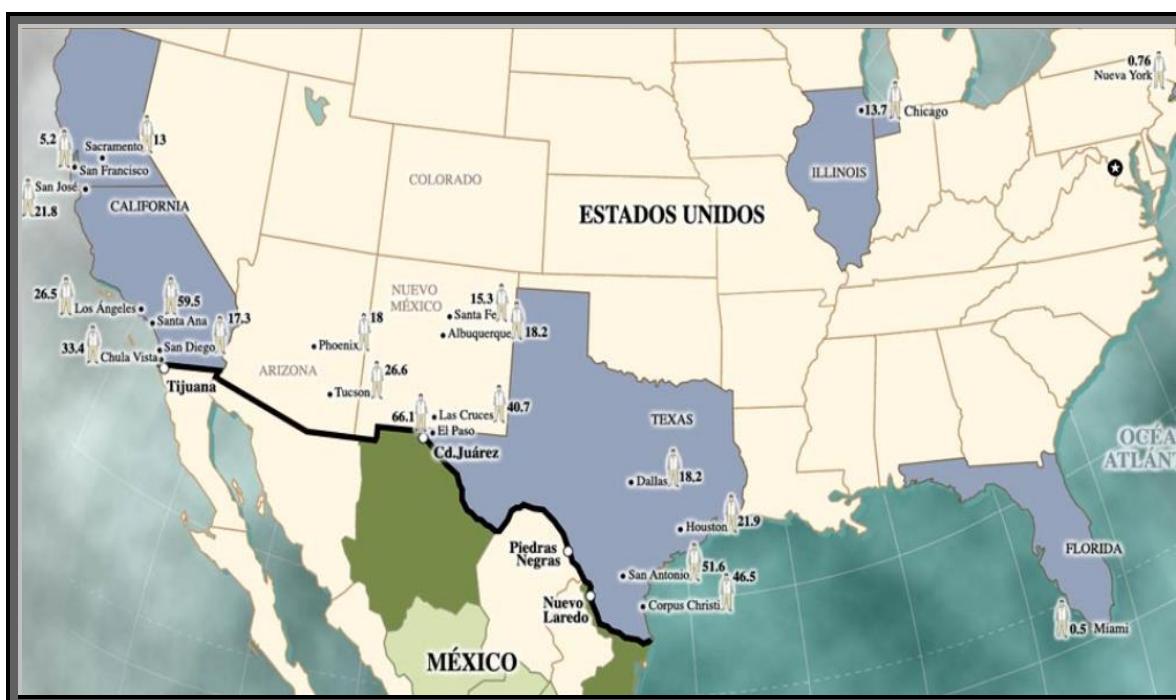 0.76
Nueva York
13.7
Chicago
5.2
Sacramento
13
San Francisco
San José
21.8
CALIFORNIA
COLORADO
ILLINOIS
ESTADOS UNIDOS
26.5
Los Ángeles
59.5
Santa Ana
17.3
33.4
San Diego
Chula Vista
Tijuana
NUEVO
MÉXICO
15.3
Santa Fe
Albuquerque
18.2
18
Phoenix
ARIZONA
26.6
Tucson
66.1
Las Cruces
40.7
El Paso
Cd.Juárez
TEXAS
Dallas
18.2
OCÉA
ATLÁNT
Houston
21.9
Piedras
Negras
San Antonio
51.6
46.5
Corpus Christi
FLORIDA
Nuevo
Laredo
0.5
Miami
MÉXICO